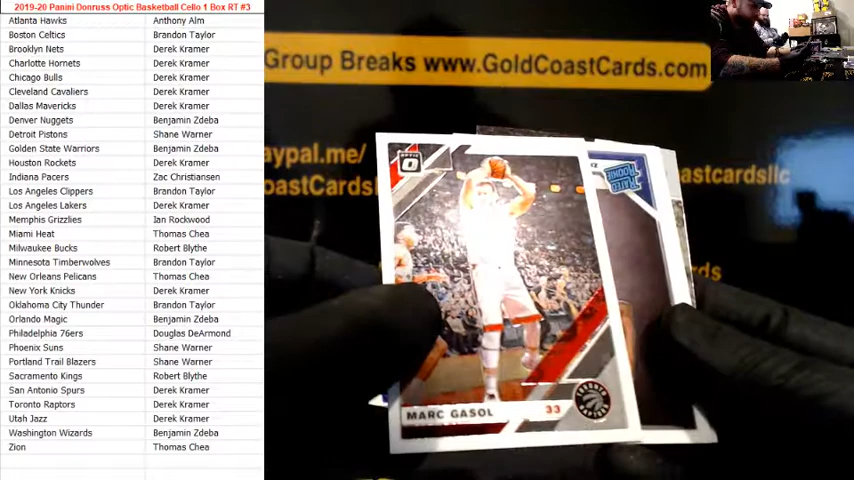 2019-20 Panini Donruss Optic Basketball Cello 1 Box RT #3
Atlanta Hawks Anthony Alm
Boston Celtics Brandon Taylor
Brooklyn Nets Derek Kramer
Charlotte Hornets Derek Kramer
Chicago Bulls Derek Kramer
Cleveland Cavaliers Derek Kramer
Dallas Mavericks Derek Kramer
Denver Nuggets Benjamin Zdeba
Detroit Pistons Shane Warner
Golden State Warriors Benjamin Zdeba
Houston Rockets Derek Kramer
Indiana Pacers Zac Christiansen
Los Angeles Clippers Brandon Taylor
Los Angeles Lakers Derek Kramer
Memphis Grizzlies Ian Rockwood
Miami Heat Thomas Chea
Milwaukee Bucks Robert Blythe
Minnesota Timberwolves Brandon Taylor
New Orleans Pelicans Thomas Chea
New York Knicks Derek Kramer
Oklahoma City Thunder Brandon Taylor
Orlando Magic Benjamin Zdeba
Philadelphia 76ers Douglas DeArmond
Phoenix Suns Shane Warner
Portland Trail Blazers Shane Warner
Sacramento Kings Robert Blythe
San Antonio Spurs Derek Kramer
Toronto Raptors Derek Kramer
Utah Jazz Derek Kramer
Washington Wizards Benjamin Zdeba
Zion Thomas Chea
Group Breaks www.GoldCoastCards.com
aypal.me/
oastCards
astcardsllc
rds
OPTIC
RATED ROOKIE
MARC GASOL 33
TORONTO
RAPTORS